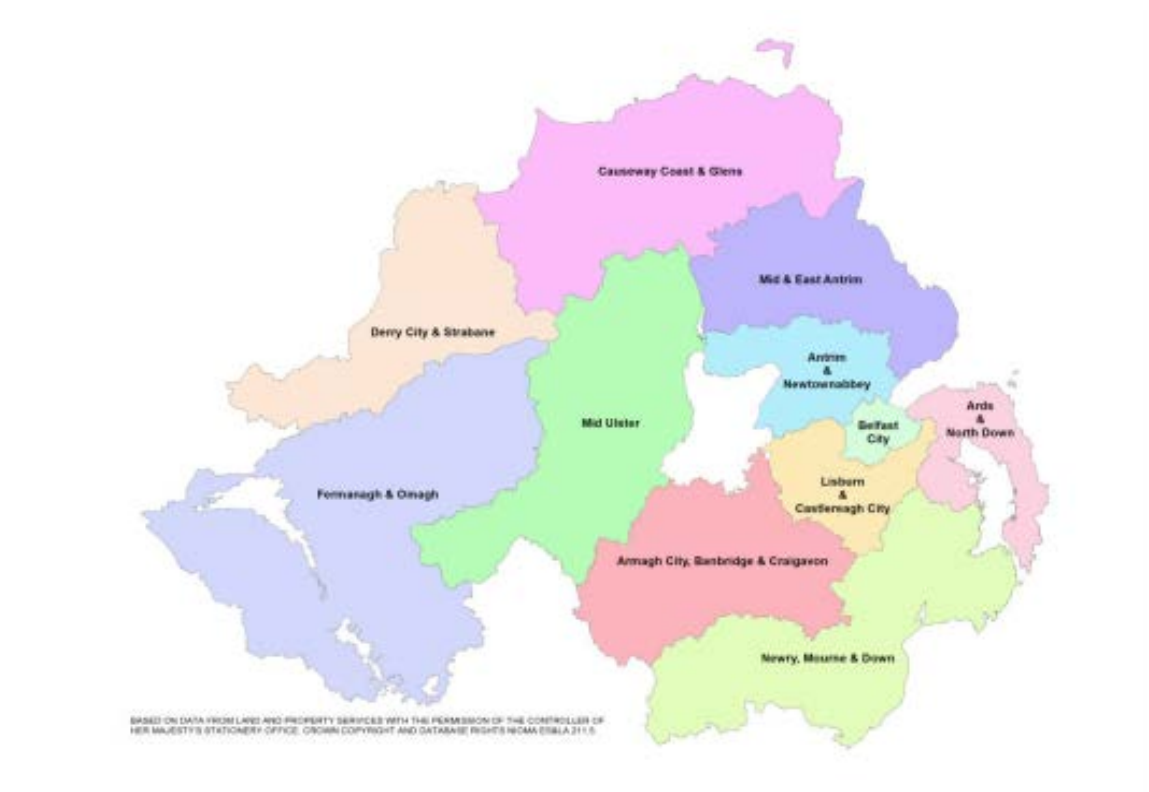 Causeway Coast & Glens
Mid & East Antrim
Derry City & Strabane
Antrim
&
Newtownabbey
Ards
&
North Down
Belfast
City
Mid Ulster
Lisburn
&
Castlereagh City
Fermanagh & Omagh
Armagh City, Banbridge & Craigavon
Newry, Mourne & Down
BASED ON DATA FROM LAND AND PROPERTY SERVICES WITH THE PERMISSION OF THE CONTROLLER OF
HER MAJESTY'S STATIONERY OFFICE. CROWN COPYRIGHT AND DATABASE RIGHTS